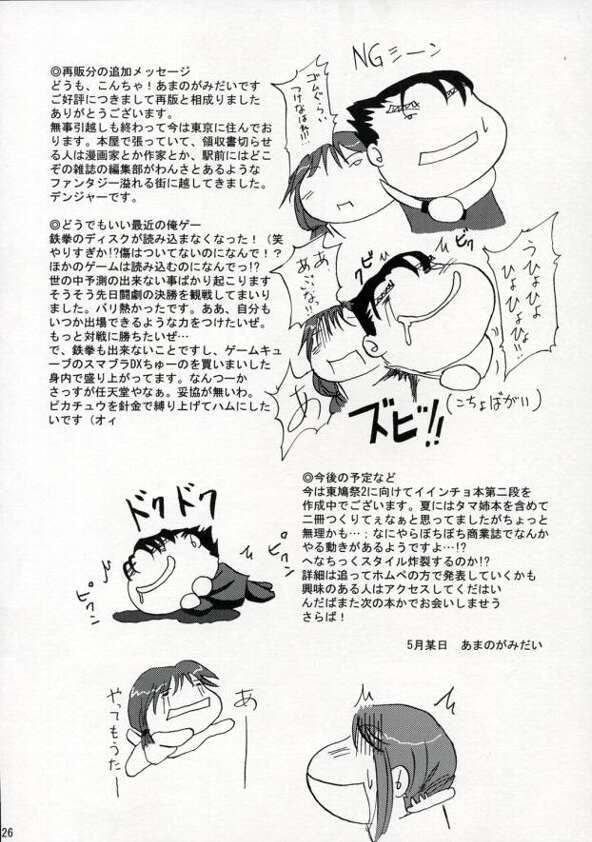 NGシーン
ゴムぐらい
つけなはれ!!!
◎再販分の追加メッセージ
どうも、こんちゃ！あまのがみだいです
ご好評につきまして再版と相成りました
ありがとうございます。
無事引越しも終わって今は東京に住んでお
ります。本屋で張っていて、領収書切らせ
る人は漫画家とか作家とか、駅前にはどこ
ぞの雑誌の編集部がわんさとあるような
ファンタジー溢れる街に越してきました。
デンジャーです。
◎どうでもいい最近の俺ゲー
鉄拳のディスクが読み込まなくなった！（笑
やりすぎか!?傷はついてないのになんで！？
ほかのゲームは読み込むのになんでっ!?
世の中予測の出来ない事ばかり起こります
そうそう先日闘劇の決勝を観戦してまいり
ました。バリ熱かったです。ああ、自分も
いつか出場できるような力をつけたいぜ。
もっと対戦に勝ちたいぜ…
で、鉄拳も出来ないことですし、ゲームキュ
ーブのスマブラDXちゅーのを買いまいした
身内で盛り上がってます。なんつーか
さっすが任天堂やなぁ。妥協が無いわ。
ピカチュウを針金で縛り上げてハムにした
いです（オィ
ビクッ
ビクッ
うひょひょ
ひょひょひょ
ひょ
ああ
あぶな!!
あ
ズビ!!
(こちょばがり)
◎今後の予定など
今は東鳩祭2に向けてイインチョ本第二段を
作成中でございます。夏にはタマ姉本を含めて
二冊つくりてぇなぁと思ってましたがちょっと
無理かも…；なにやらぼちぼち商業誌でなんか
やる動きがあるようですよ…!?
へなちっくスタイル炸裂するのか!?
詳細は追ってホムペの方で発表していくかも
興味のある人はアクセスしてくだはい
んだばまた次の本かでお会いしませう
さらば！
5月某日　あまのがみだい
ドクドク
ピクン
ピクン
あー
やってもうたー
26